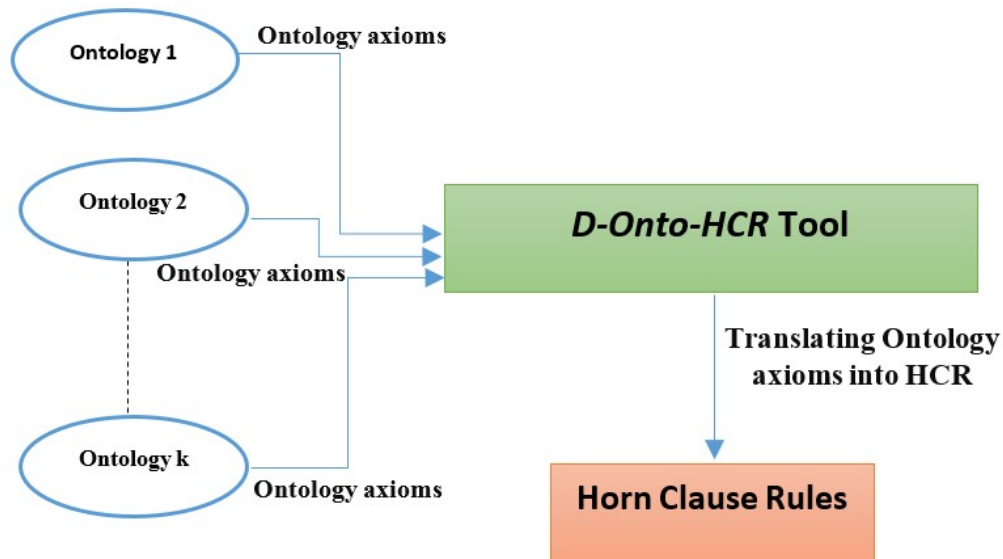 Ontology 1
Ontology axioms
Ontology 2
Ontology axioms
D-Onto-HCR Tool
Translating Ontology
axioms into HCR
Ontology k
Ontology axioms
Horn Clause Rules